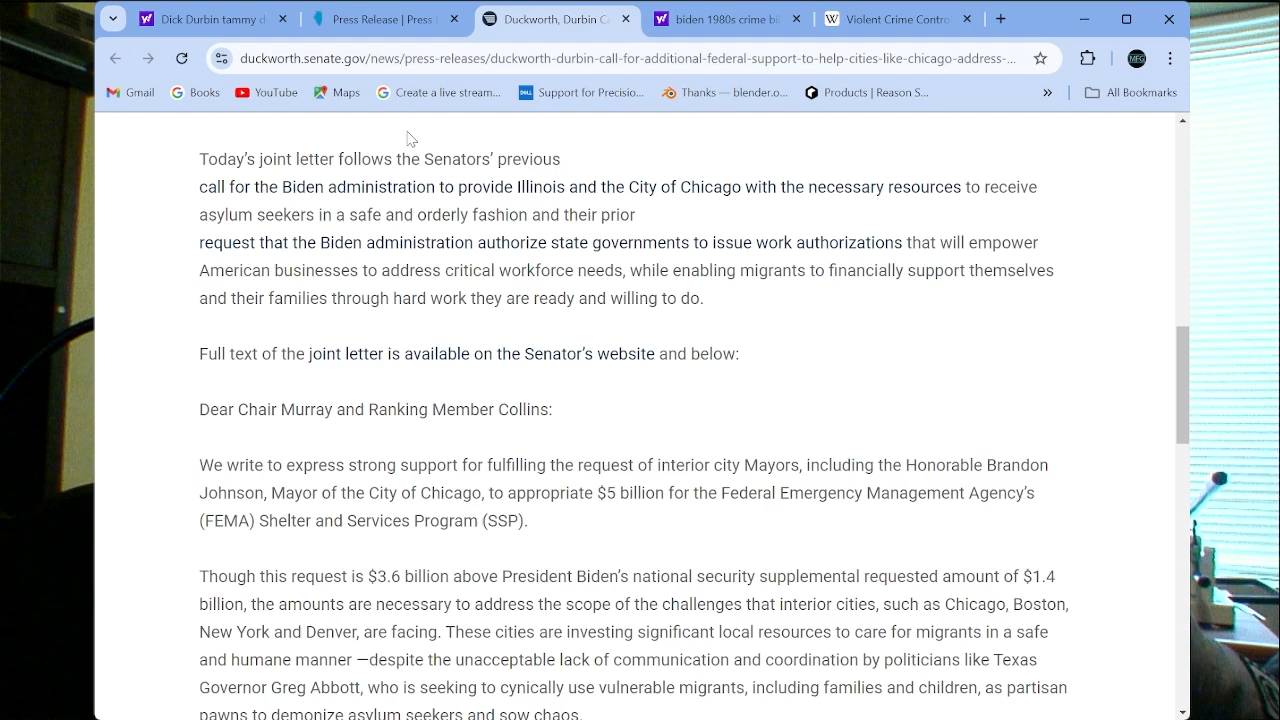 Dick Durbin tammy d
Press Release | Press
Duckworth, Durbin C
biden 1980s crime bi
W
Violent Crime Contro
duckworth.senate.gov/news/press-releases/duckworth-durbin-call-for-additional-federal-support-to-help-cities-like-chicago-address-...
MFG
Gmail
Books
YouTube
Maps
Create a live stream...
DELL
Support for Precisio...
Thanks — blender.o...
Products | Reason S...
»
All Bookmarks
Today's joint letter follows the Senators' previous
call for the Biden administration to provide Illinois and the City of Chicago with the necessary resources to receive
asylum seekers in a safe and orderly fashion and their prior
request that the Biden administration authorize state governments to issue work authorizations that will empower
American businesses to address critical workforce needs, while enabling migrants to financially support themselves
and their families through hard work they are ready and willing to do.
Full text of the joint letter is available on the Senator's website and below:
Dear Chair Murray and Ranking Member Collins:
We write to express strong support for fulfilling the request of interior city Mayors, including the Honorable Brandon
Johnson, Mayor of the City of Chicago, to appropriate $5 billion for the Federal Emergency Management Agency's
(FEMA) Shelter and Services Program (SSP).
Though this request is $3.6 billion above President Biden's national security supplemental requested amount of $1.4
billion, the amounts are necessary to address the scope of the challenges that interior cities, such as Chicago, Boston,
New York and Denver, are facing. These cities are investing significant local resources to care for migrants in a safe
and humane manner —despite the unacceptable lack of communication and coordination by politicians like Texas
Governor Greg Abbott, who is seeking to cynically use vulnerable migrants, including families and children, as partisan
pawns to demonize asylum seekers and sow chaos.